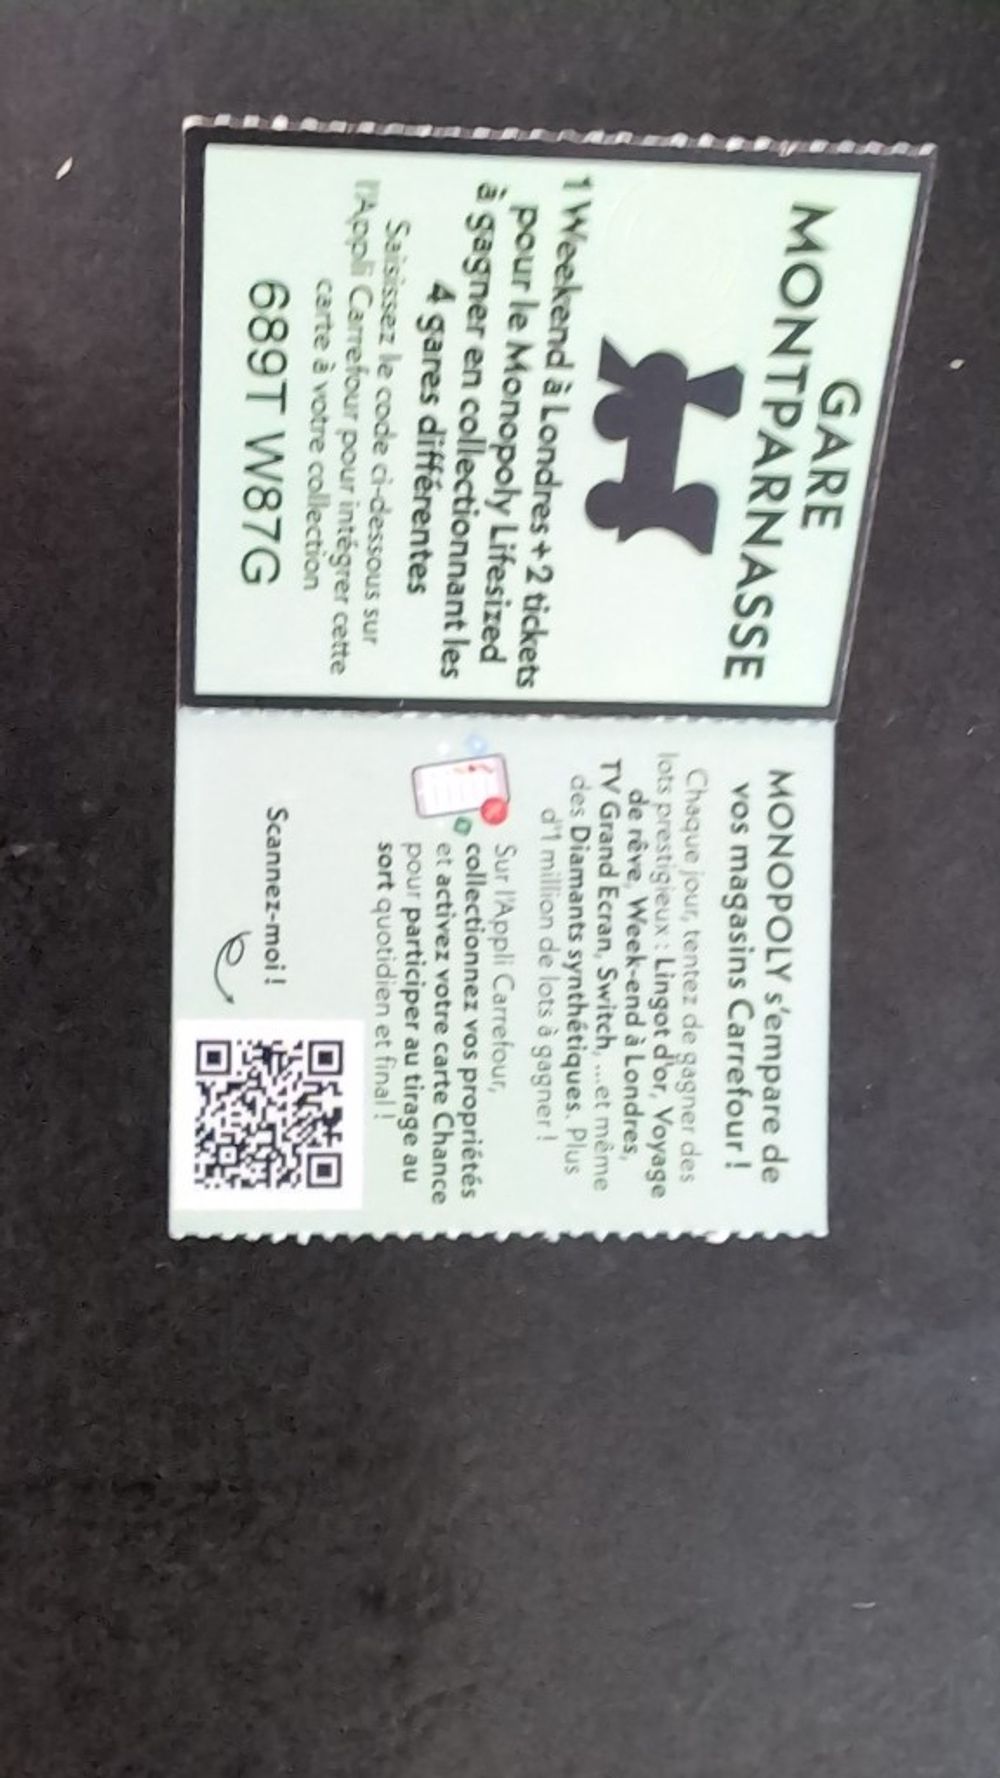 GARE
MONTPARNASSE
1 Weekend à Londres + 2 tickets
pour le Monopoly Lifesized
à gagner en collectionnant les
4 gares différentes
Saisissez le code ci-dessous sur
l'Appli Carrefour pour intégrer cette
carte à votre collection
689T W87G
MONOPOLY s'empare de
vos magasins Carrefour !
Chaque jour, tentez de gagner des
lots prestigieux : Lingot d'or, Voyage
de rêve, Week-end à Londres,
TV Grand Ecran, Switch, ...et même
des Diamants synthétiques. Plus
d'1 million de lots à gagner !
Sur l'Appli Carrefour,
collectionnez vos propriétés
et activez votre carte Chance
pour participer au tirage au
sort quotidien et final !
Scannez-moi !